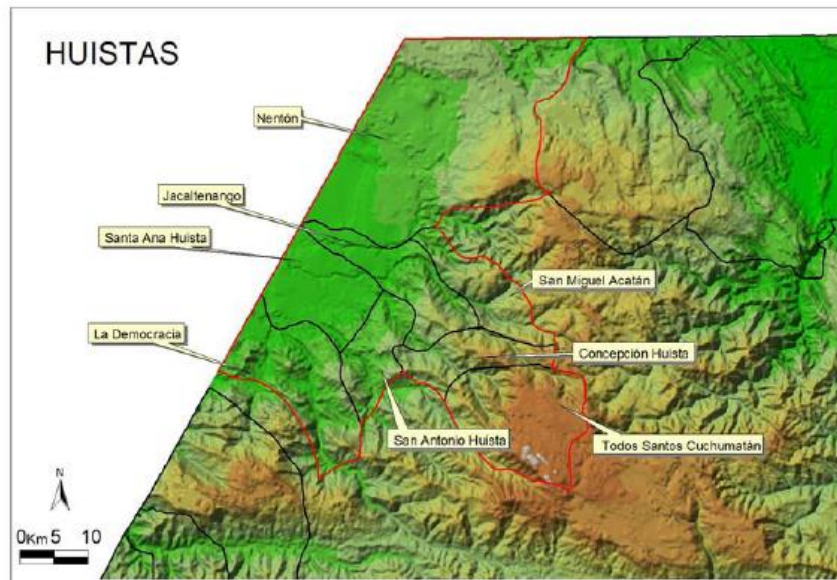 HUISTAS
Nentón
Jacaltenango
Santa Ana Huista
San Miguel Acatán
La Democracia
Concepción Huista
San Antonio Huista
Todos Santos Cuchumatán
N
0Km 5 10